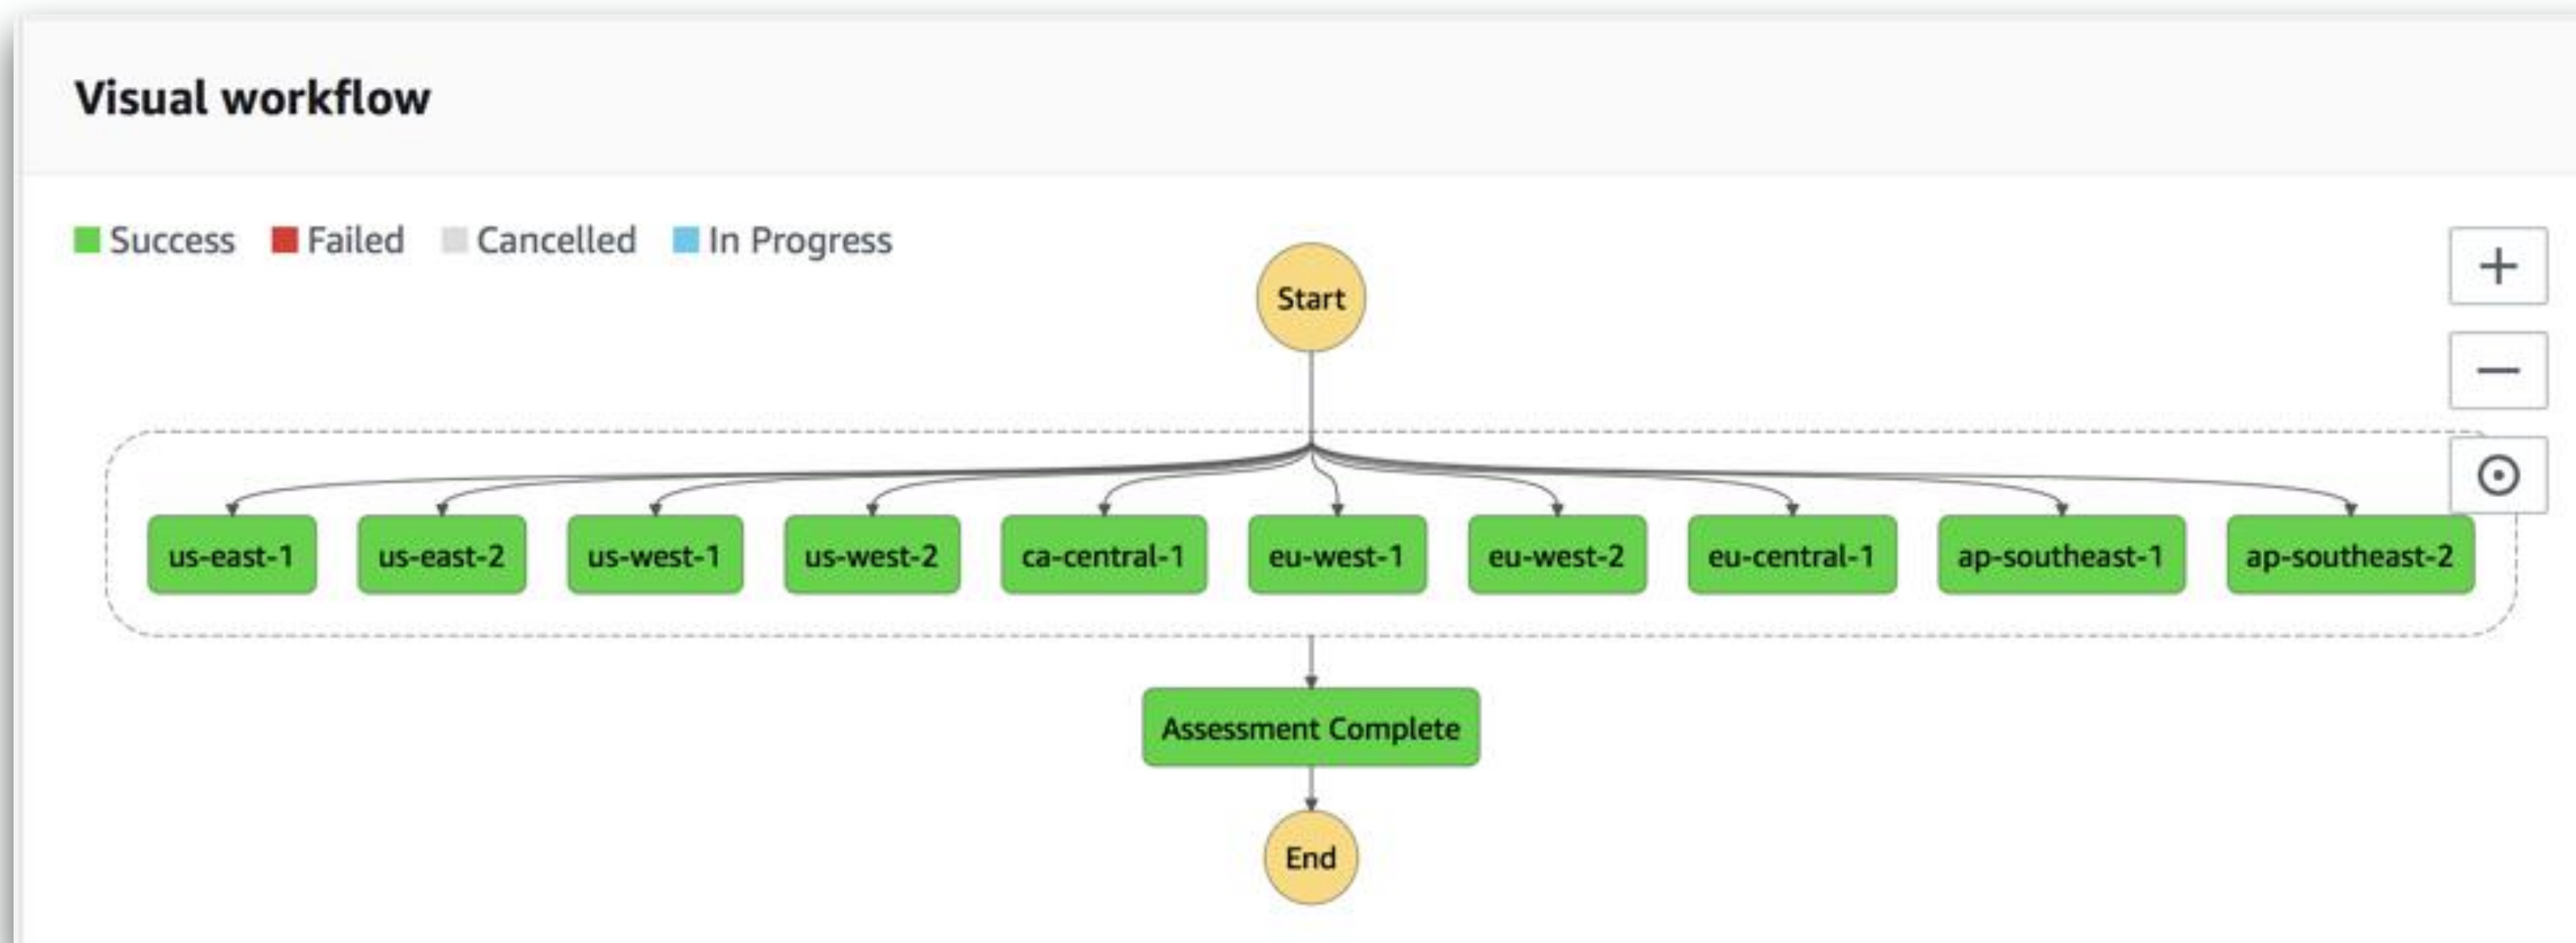 Visual workflow
Success Failed Cancelled In Progress
Start
us-east-1 us-east-2 us-west-1 us-west-2 ca-central-1 eu-west-1 eu-west-2 eu-central-1 ap-southeast-1 ap-southeast-2
Assessment Complete
End